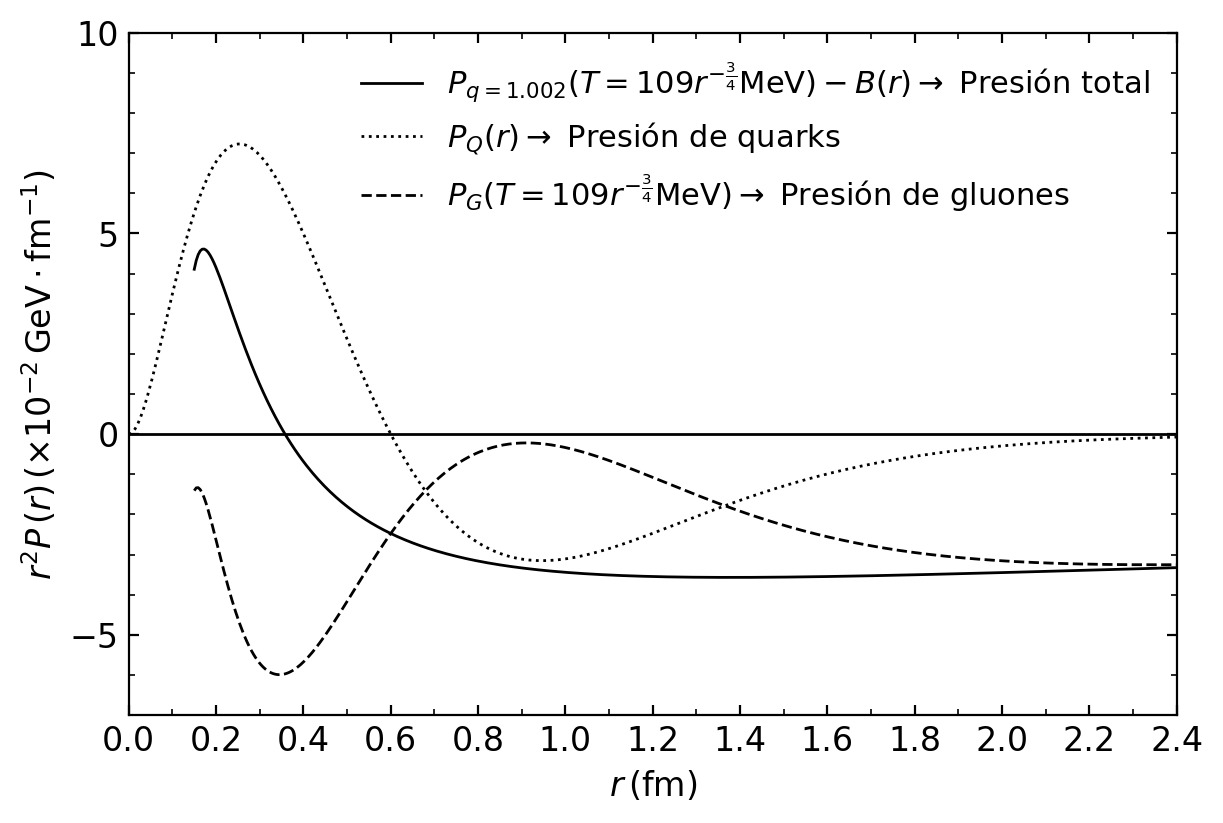 10
5
0
−5
0.0 0.2 0.4 0.6 0.8 1.0 1.2 1.4 1.6 1.8 2.0 2.2 2.4
r²P (r) (×10⁻² GeV · fm⁻¹)
r (fm)
P_{q=1.002}(T = 109r^{-\frac{3}{4}}MeV) − B(r) → Presión total
P_Q(r) → Presión de quarks
P_G(T = 109r^{-\frac{3}{4}}MeV) → Presión de gluones